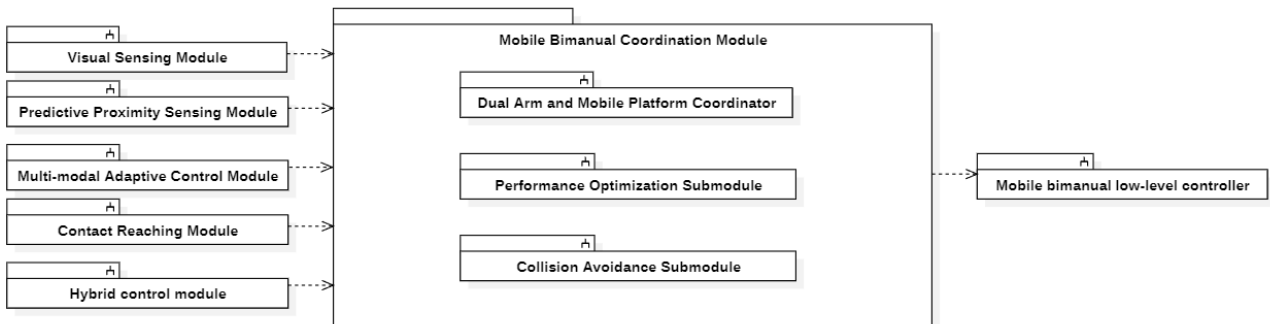 Visual Sensing Module
Predictive Proximity Sensing Module
Multi-modal Adaptive Control Module
Contact Reaching Module
Hybrid control module
Mobile Bimanual Coordination Module
Dual Arm and Mobile Platform Coordinator
Performance Optimization Submodule
Collision Avoidance Submodule
Mobile bimanual low-level controller